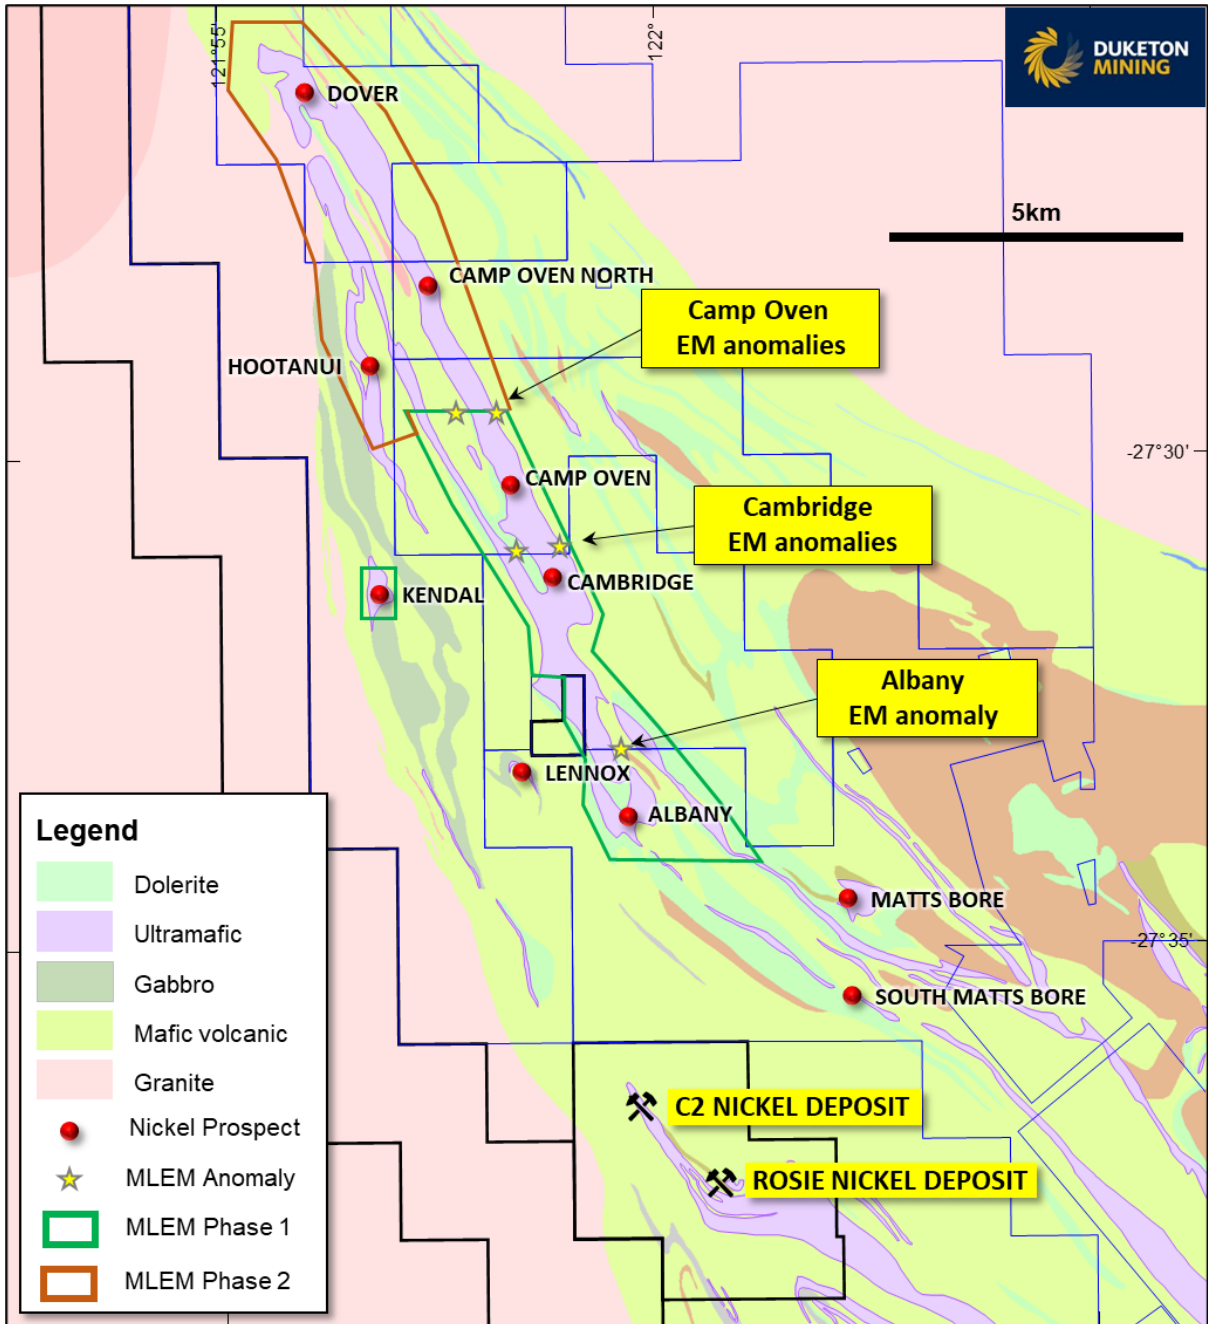 121°55'
122°
DUKETON
MINING
DOVER
5km
CAMP OVEN NORTH
Camp Oven
EM anomalies
HOOTANUI
-27°30'
CAMP OVEN
Cambridge
EM anomalies
CAMBRIDGE
KENDAL
Albany
EM anomaly
LENNOX
ALBANY
MATTS BORE
-27°35'
SOUTH MATTS BORE
C2 NICKEL DEPOSIT
ROSIE NICKEL DEPOSIT
Legend
Dolerite
Ultramafic
Gabbro
Mafic volcanic
Granite
Nickel Prospect
MLEM Anomaly
MLEM Phase 1
MLEM Phase 2